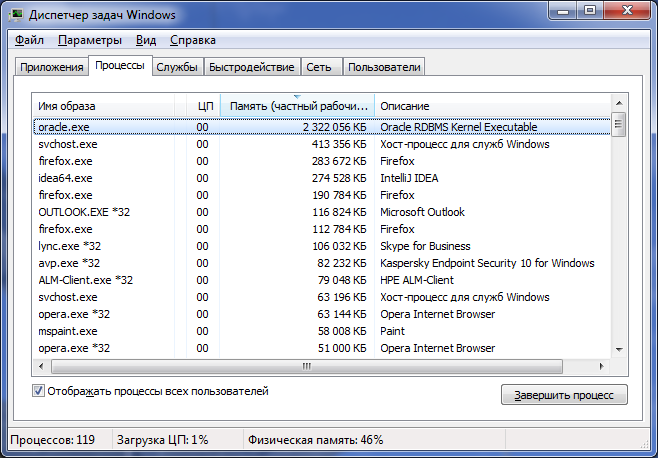 Диспетчер задач Windows
Файл Параметры Вид Справка
Приложения Процессы Службы Быстродействие Сеть Пользователи
Имя образа ЦП Память (частный рабочи... Описание
oracle.exe 00 2 322 056 КБ Oracle RDBMS Kernel Executable
svchost.exe 00 413 356 КБ Хост-процесс для служб Windows
firefox.exe 00 283 672 КБ Firefox
idea64.exe 00 274 528 КБ IntelliJ IDEA
firefox.exe 00 190 784 КБ Firefox
OUTLOOK.EXE *32 00 116 824 КБ Microsoft Outlook
firefox.exe 00 112 784 КБ Firefox
lync.exe *32 00 106 032 КБ Skype for Business
avp.exe *32 00 82 232 КБ Kaspersky Endpoint Security 10 for Windows
ALM-Client.exe *32 00 79 048 КБ HPE ALM-Client
svchost.exe 00 63 196 КБ Хост-процесс для служб Windows
opera.exe *32 00 63 144 КБ Opera Internet Browser
mspaint.exe 00 58 008 КБ Paint
opera.exe *32 00 51 000 КБ Opera Internet Browser
Отображать процессы всех пользователей
Завершить процесс
Процессов: 119 Загрузка ЦП: 1% Физическая память: 46%